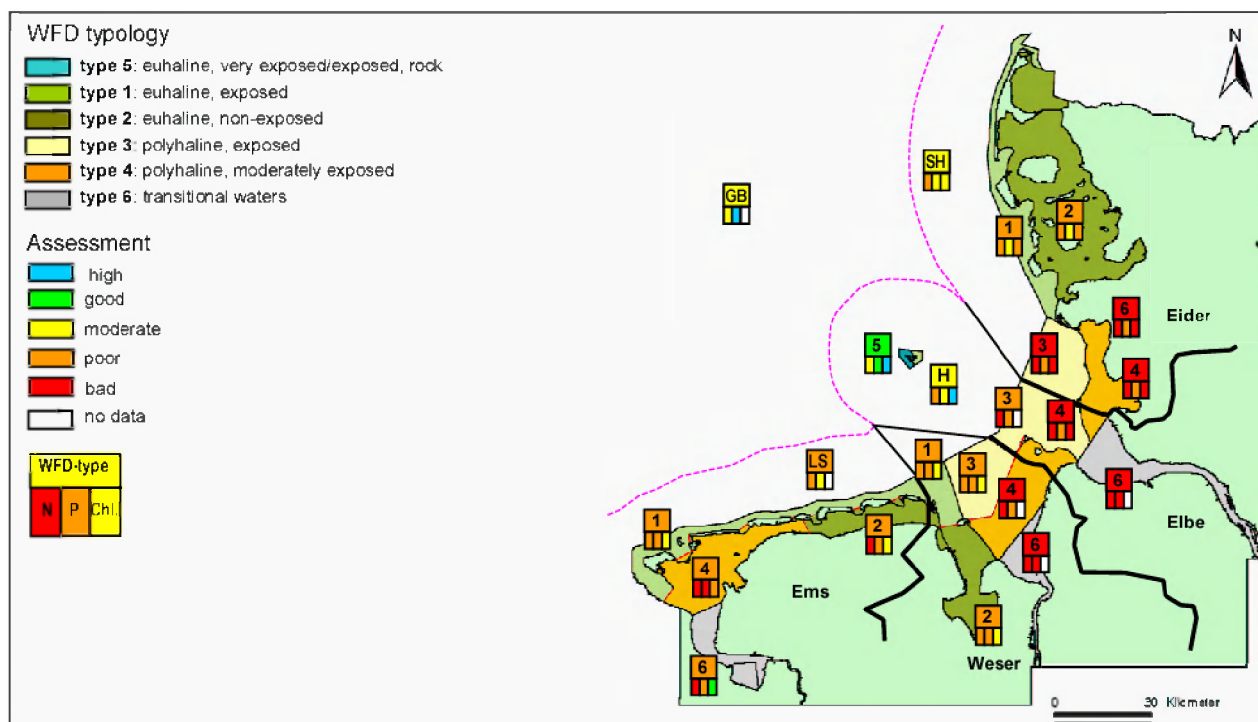 WFD typology
type 5: euhaline, very exposed/exposed, rock
type 1: euhaline, exposed
type 2: euhaline, non-exposed
type 3: polyhaline, exposed
type 4: polyhaline, moderately exposed
type 6: transitional waters
Assessment
high
good
moderate
poor
bad
no data
WFD-type
N P Chl.
N
SH
GB
2
1
6
Eider
5
3
4
H
3
4
LS
1
3
4
6
Elbe
1
2
6
4
Ems
2
Weser
6
0 30 Kilometer